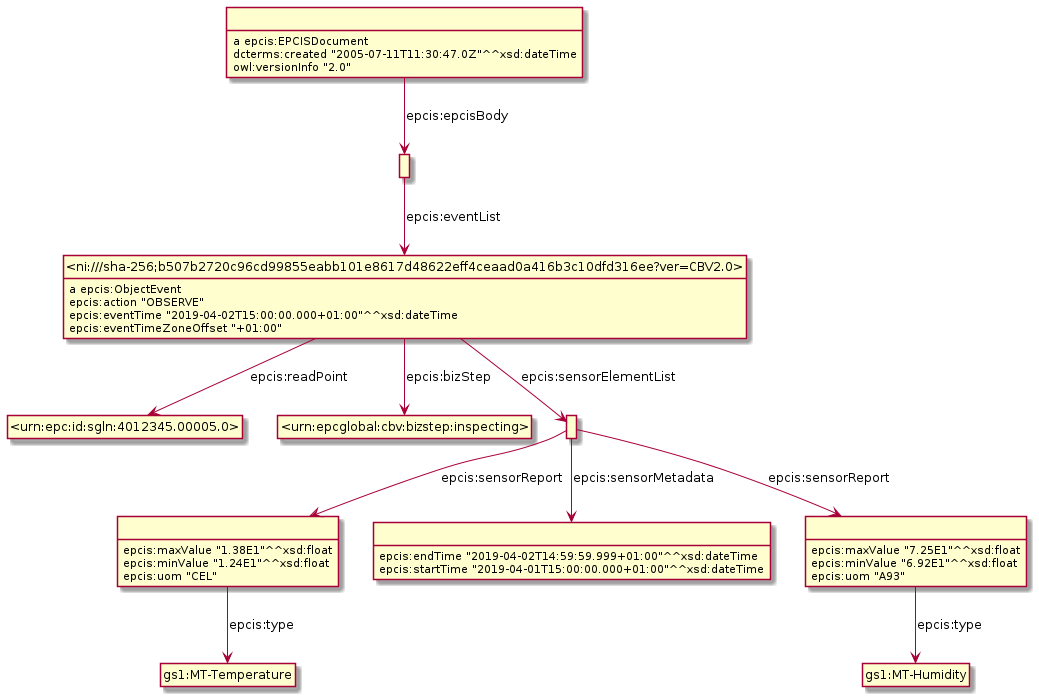 a epcis:EPCISDocument
dcterms:created "2005-07-11T11:30:47.0Z"^^xsd:dateTime
owl:versionInfo "2.0"
epcis:epcisBody
epcis:eventList
<ni:///sha-256;b507b2720c96cd99855eabb101e8617d48622eff4ceaad0a416b3c10dfd316ee?ver=CBV2.0>
a epcis:ObjectEvent
epcis:action "OBSERVE"
epcis:eventTime "2019-04-02T15:00:00.000+01:00"^^xsd:dateTime
epcis:eventTimeZoneOffset "+01:00"
epcis:readPoint
epcis:bizStep
epcis:sensorElementList
<urn:epc:id:sgln:4012345.00005.0>
<urn:epcglobal:cbv:bizstep:inspecting>
epcis:sensorReport
epcis:sensorMetadata
epcis:sensorReport
epcis:maxValue "1.38E1"^^xsd:float
epcis:minValue "1.24E1"^^xsd:float
epcis:uom "CEL"
epcis:endTime "2019-04-02T14:59:59.999+01:00"^^xsd:dateTime
epcis:startTime "2019-04-01T15:00:00.000+01:00"^^xsd:dateTime
epcis:maxValue "7.25E1"^^xsd:float
epcis:minValue "6.92E1"^^xsd:float
epcis:uom "A93"
epcis:type
epcis:type
gs1:MT-Temperature
gs1:MT-Humidity